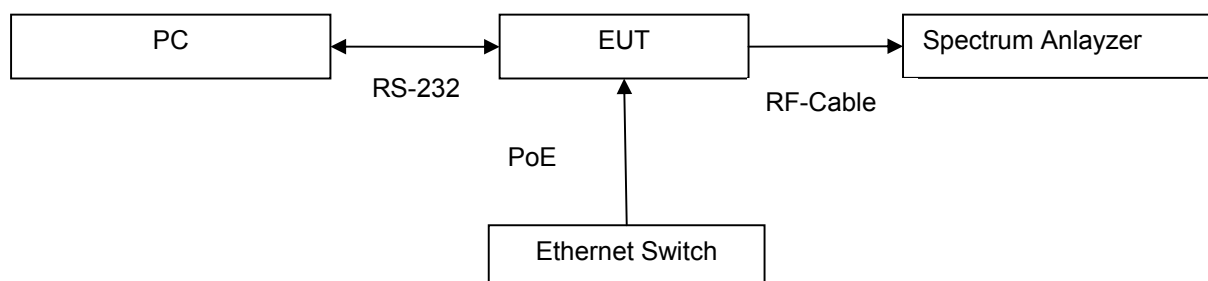 PC
EUT
Spectrum Anlayzer
RS-232
RF-Cable
PoE
Ethernet Switch